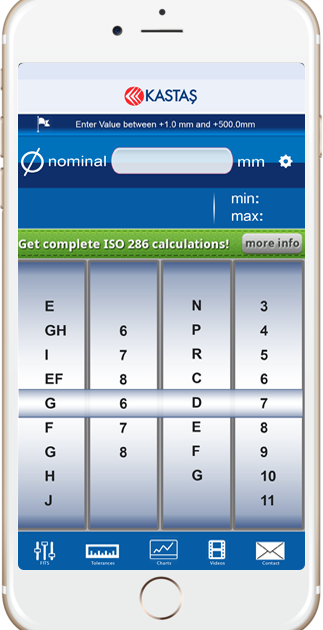 KASTAŞ
Enter Value between +1.0 mm and +500.0mm
Ø nominal mm
min:
max:
Get complete ISO 286 calculations! more info
E N 3
GH 6 P 4
I 7 R 5
EF 8 C 6
G 6 D 7
F 7 E 8
G 8 F 9
H G 10
J 11
FITS Tolerances Charts Videos Contact